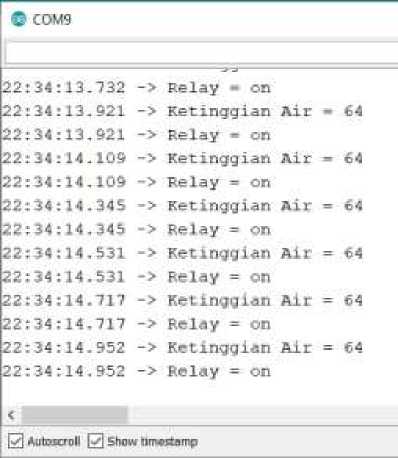 COM9
22:34:13.732 -> Relay = on
22:34:13.921 -> Ketinggian Air = 64
22:34:13.921 -> Relay = on
22:34:14.109 -> Ketinggian Air = 64
22:34:14.109 -> Relay = on
22:34:14.345 -> Ketinggian Air = 64
22:34:14.345 -> Relay = on
22:34:14.531 -> Ketinggian Air = 64
22:34:14.531 -> Relay = on
22:34:14.717 -> Ketinggian Air = 64
22:34:14.717 -> Relay = on
22:34:14.952 -> Ketinggian Air = 64
22:34:14.952 -> Relay = on
Autoscroll Show timestamp